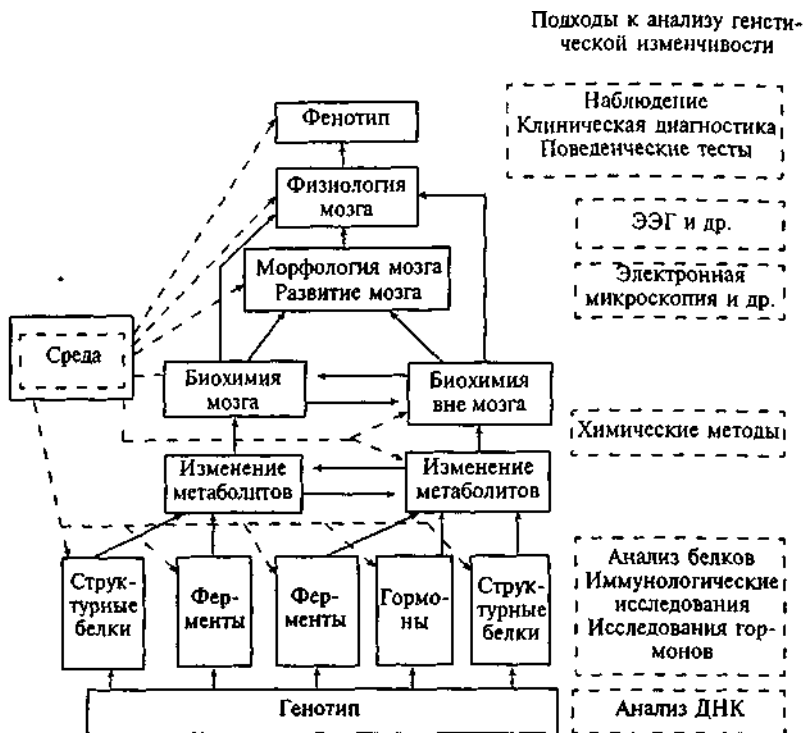 Подходы к анализу генети-
ческой изменчивости
Наблюдение
Клиническая диагностика
Поведенческие тесты
Фенотип
Физиология
мозга
ЭЭГ и др.
Морфология мозга
Развитие мозга
Электронная
микроскопия и др.
Среда
Биохимия
мозга
Биохимия
вне мозга
Химические методы
Изменение
метаболитов
Изменение
метаболитов
Струк-
турные
белки
Фер-
менты
Фер-
менты
Гормо-
ны
Струк-
турные
белки
Анализ белков
Иммунологические
исследования
Исследования гор-
монов
Генотип
Анализ ДНК